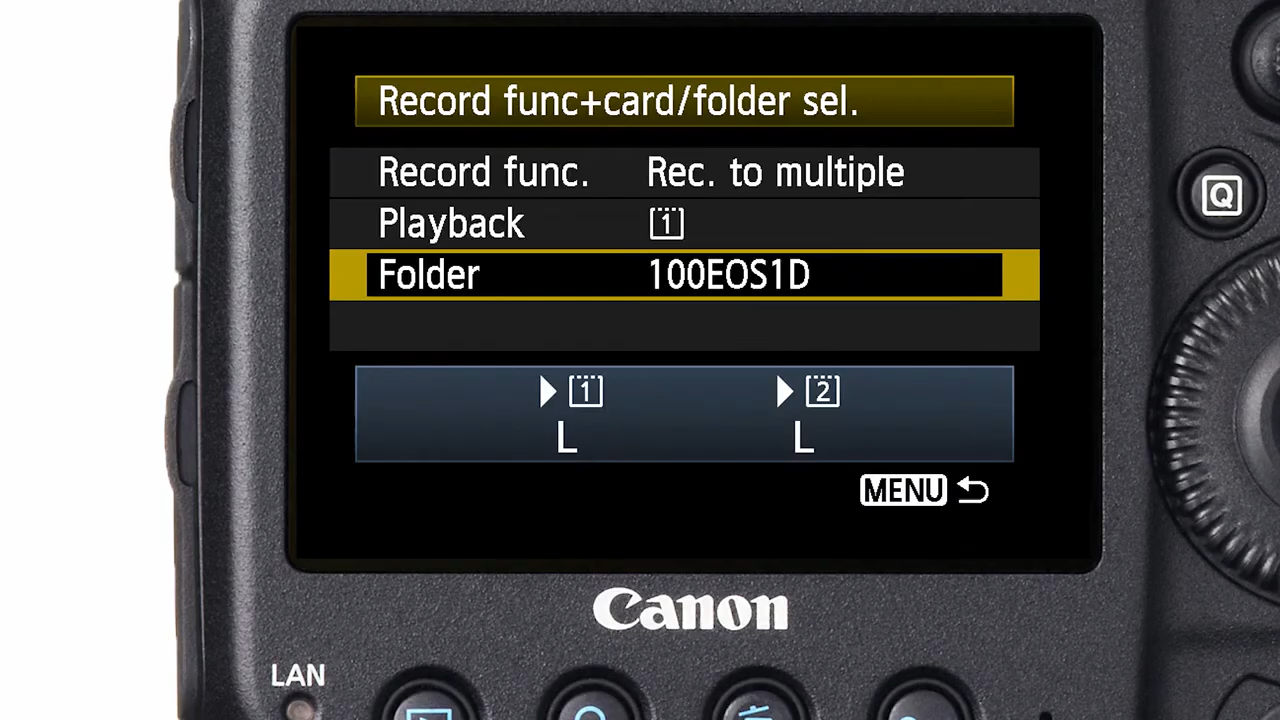 Record func+card/folder sel.
Record func. Rec. to multiple
Playback 1
Folder 100EOS1D
1 2
L L
MENU
Canon
LAN
Q